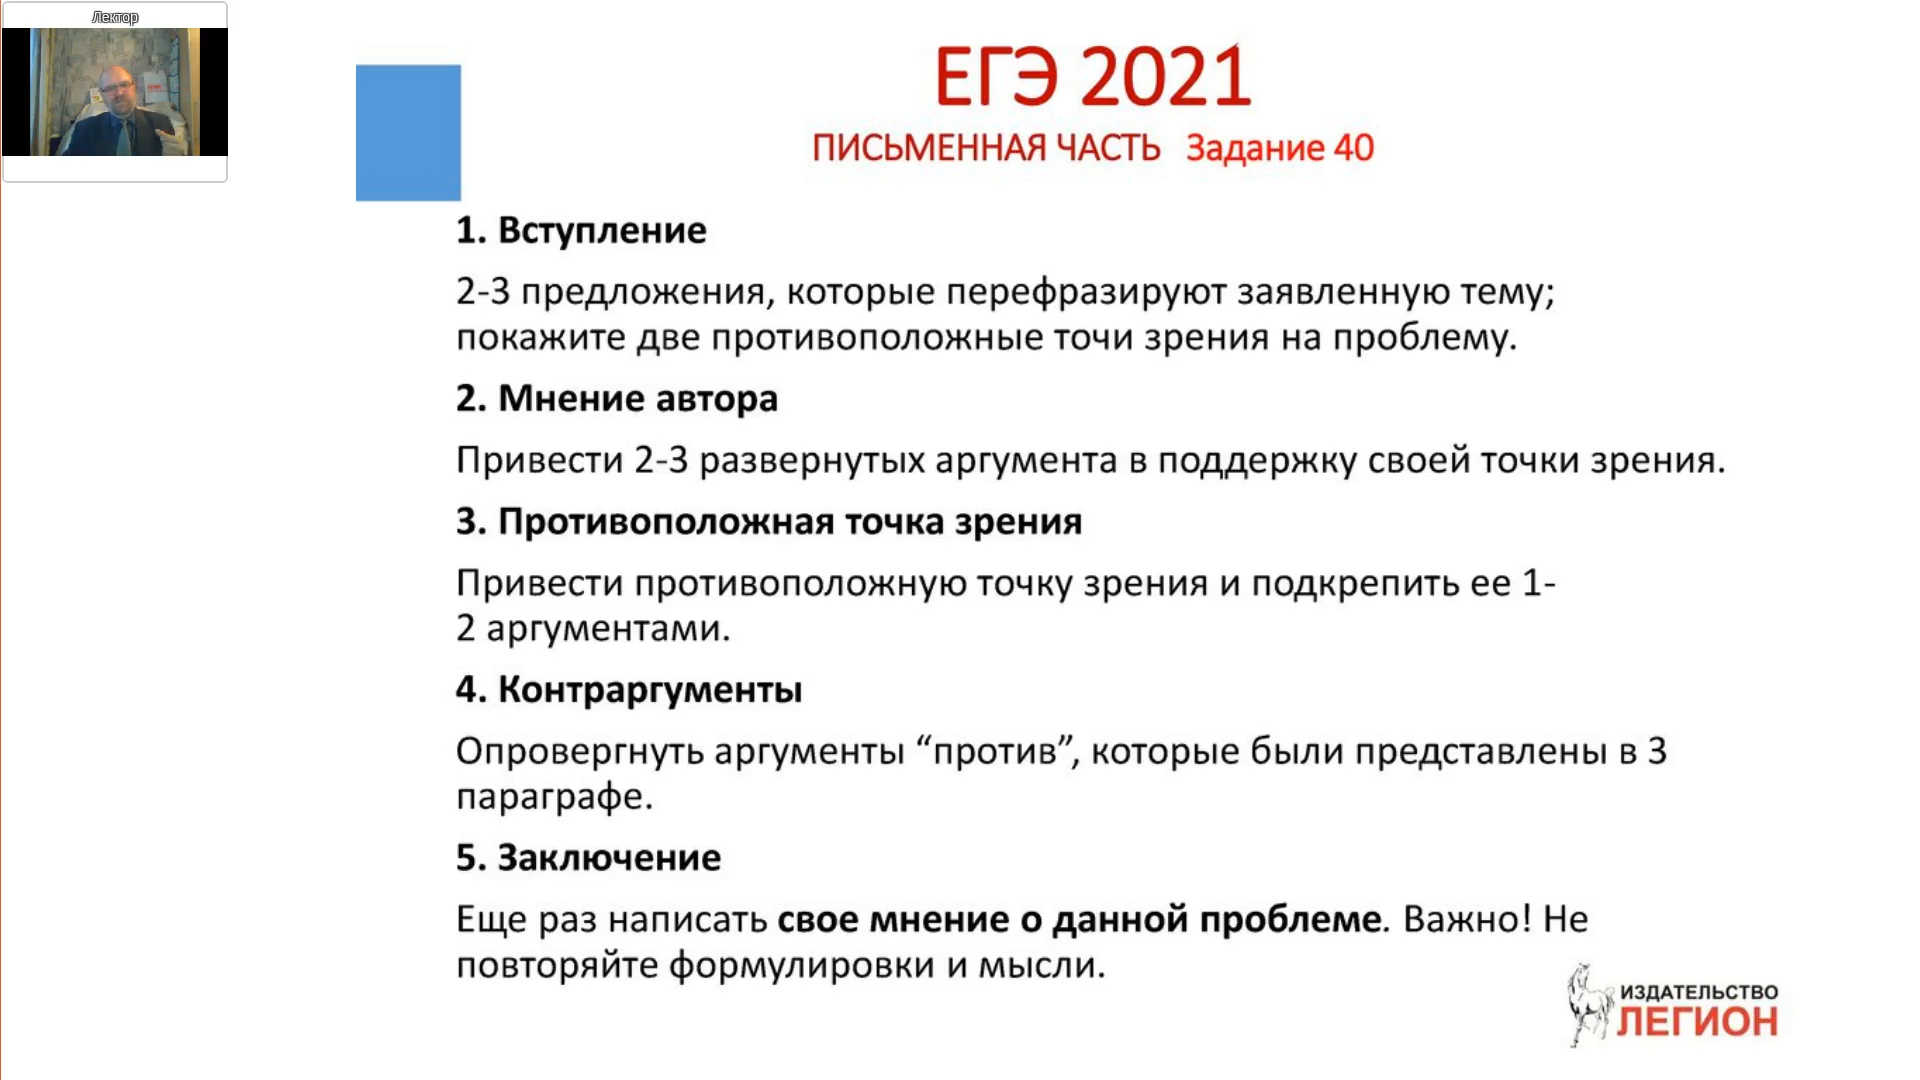 Лектор
ЕГЭ 2021
ПИСЬМЕННАЯ ЧАСТЬ Задание 40
1. Вступление
2-3 предложения, которые перефразируют заявленную тему;
покажите две противоположные точи зрения на проблему.
2. Мнение автора
Привести 2-3 развернутых аргумента в поддержку своей точки зрения.
3. Противоположная точка зрения
Привести противоположную точку зрения и подкрепить ее 1-
2 аргументами.
4. Контраргументы
Опровергнуть аргументы “против”, которые были представлены в 3
параграфе.
5. Заключение
Еще раз написать свое мнение о данной проблеме. Важно! Не
повторяйте формулировки и мысли.
ИЗДАТЕЛЬСТВО
ЛЕГИОН